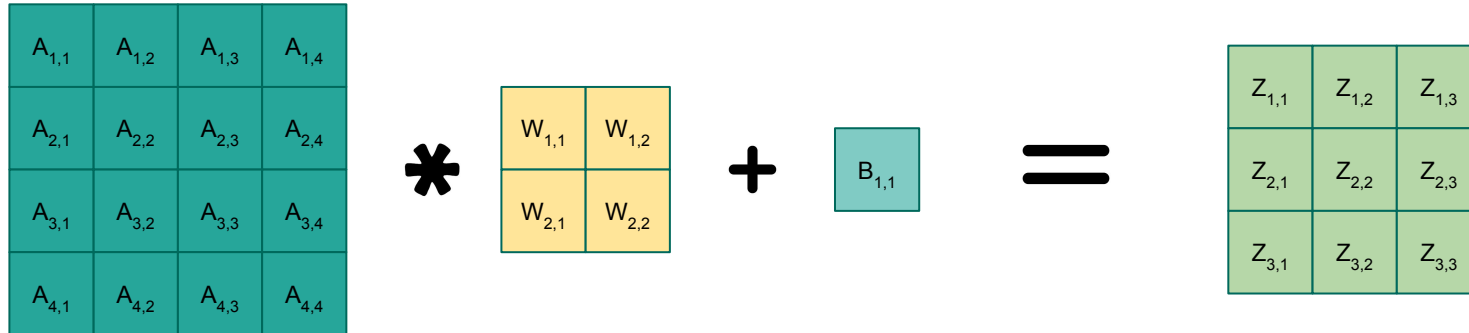 A1,1 A1,2 A1,3 A1,4
A2,1 A2,2 A2,3 A2,4
A3,1 A3,2 A3,3 A3,4
A4,1 A4,2 A4,3 A4,4
*
W1,1 W1,2
W2,1 W2,2
+
B1,1
=
Z1,1 Z1,2 Z1,3
Z2,1 Z2,2 Z2,3
Z3,1 Z3,2 Z3,3